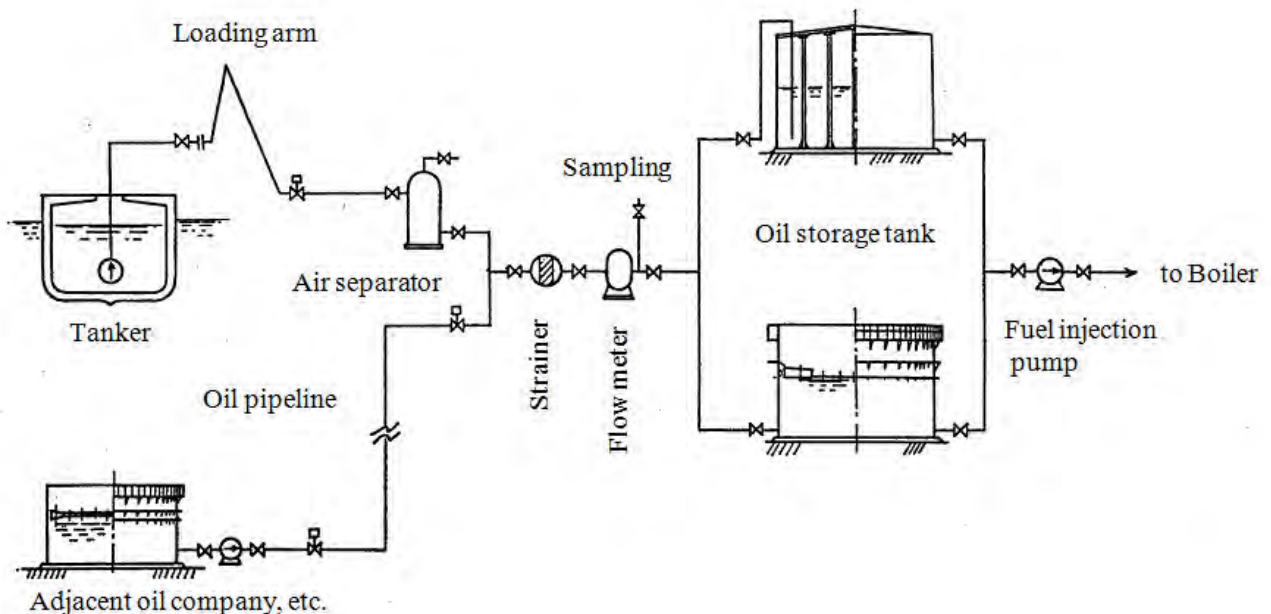 Loading arm
Sampling
Oil storage tank
Air separator
to Boiler
Tanker
Fuel injection
pump
Strainer
Flow meter
Oil pipeline
Adjacent oil company, etc.